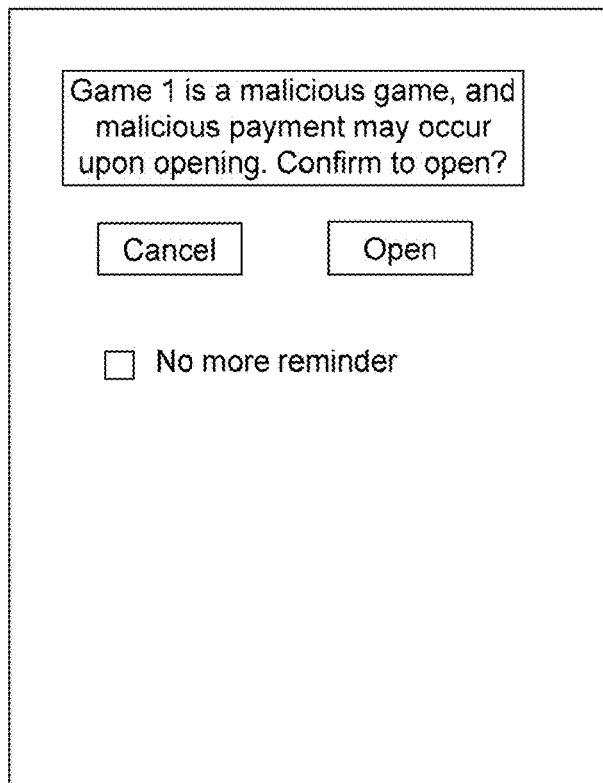 Game 1 is a malicious game, and
malicious payment may occur
upon opening. Confirm to open?
Cancel
Open
No more reminder